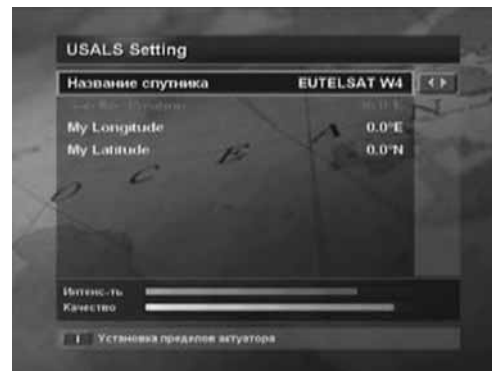 USALS Setting
Название спутника EUTELSAT W4
My Longitude 0.0°E
My Latitude 0.0°N
O C E A
Интенс-ть
Качество
i Установка пределов актуатора